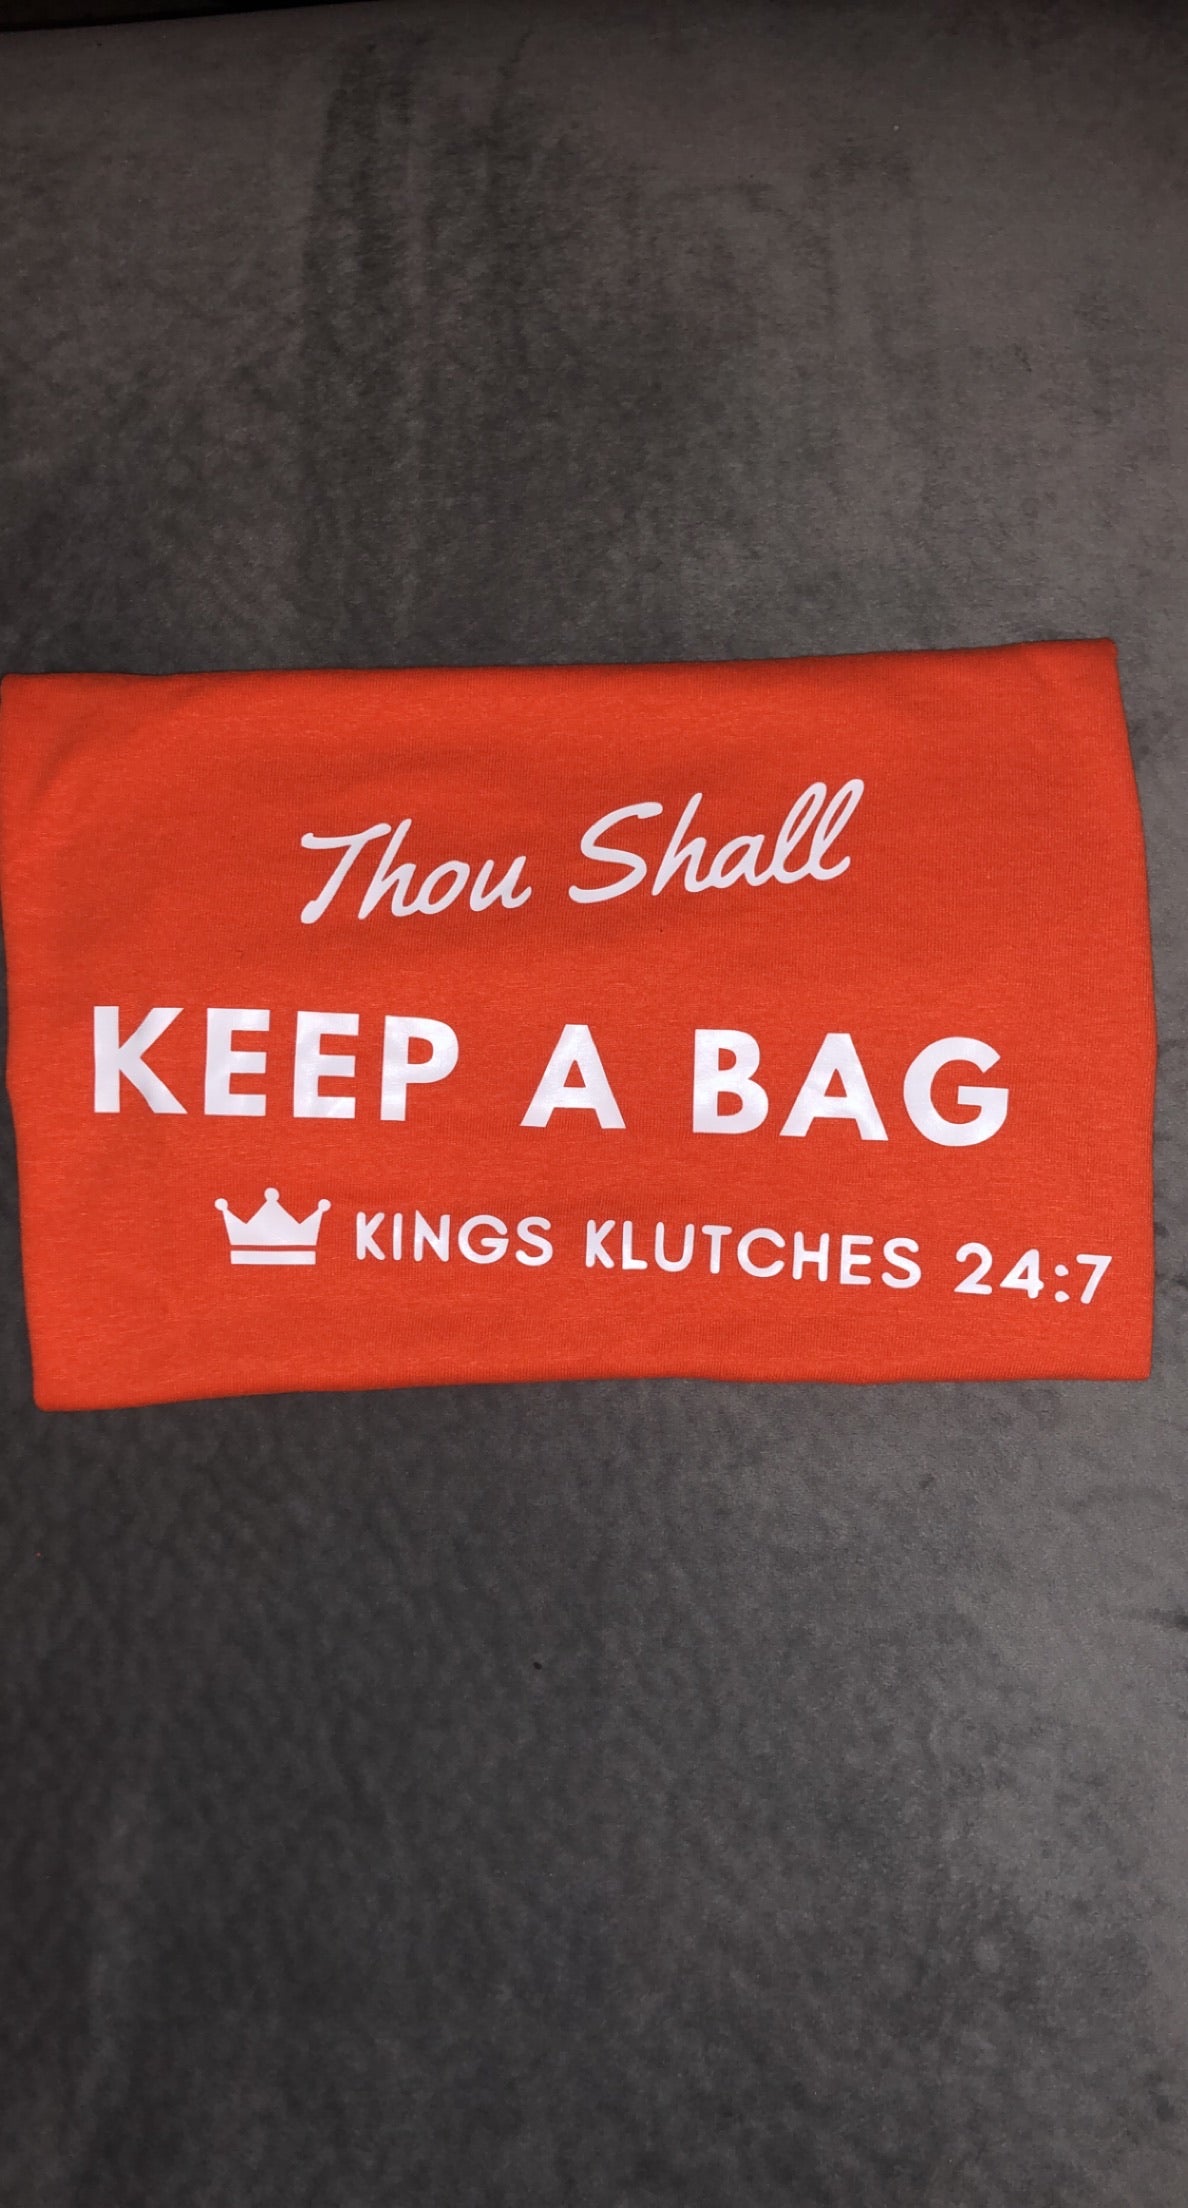 Thou Shall
KEEP A BAG
KINGS KLUTCHES 24:7